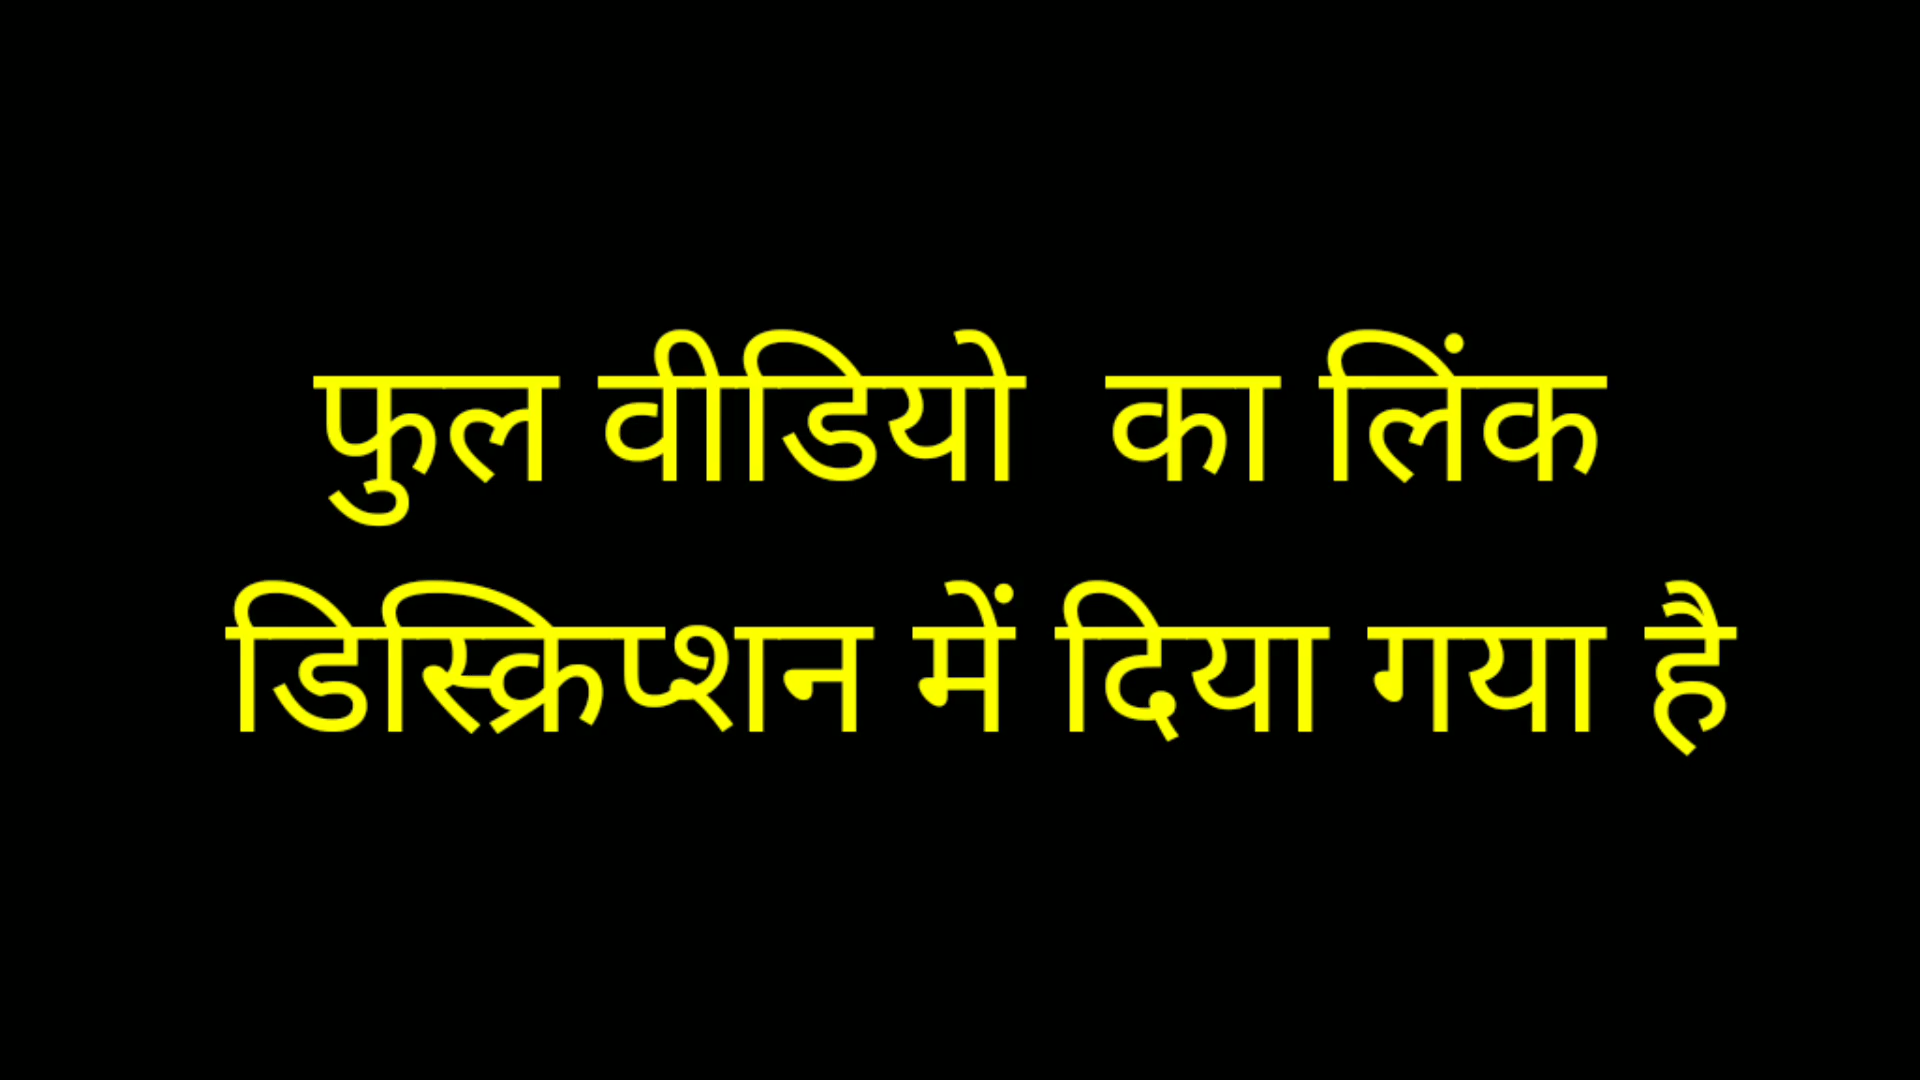 फुल वीडियो  का लिंक
डिस्क्रिप्शन में दिया गया है